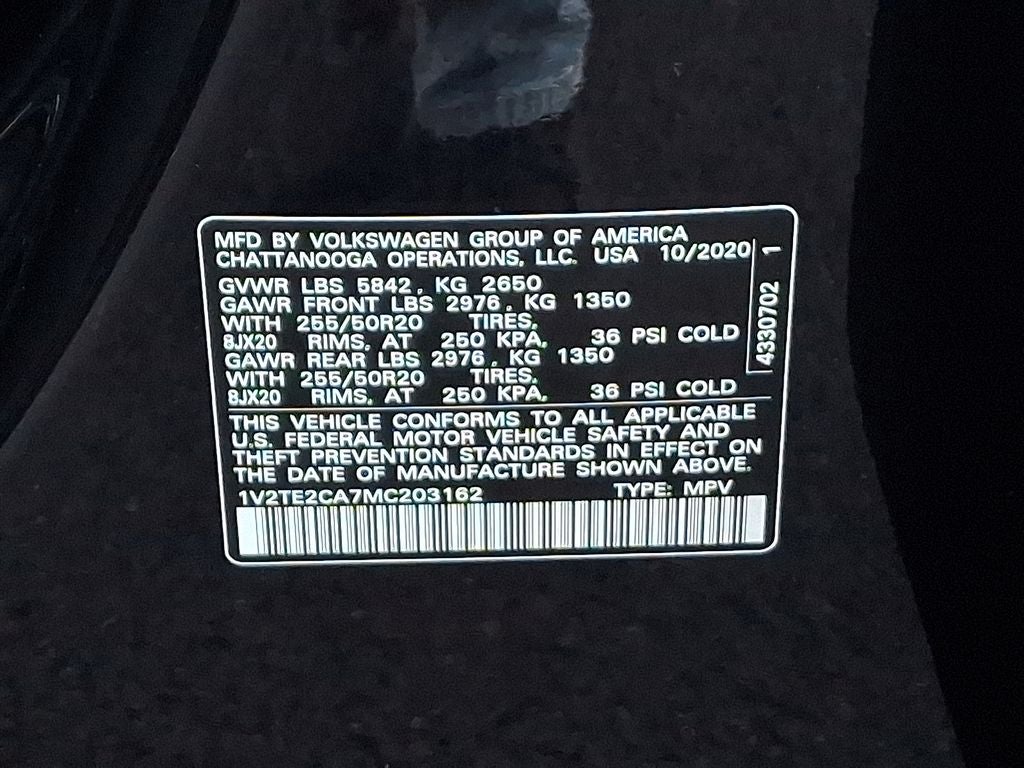 MFD BY VOLKSWAGEN GROUP OF AMERICA
CHATTANOOGA OPERATIONS, LLC. USA 10/2020
GVWR LBS 5842, KG 2650
GAWR FRONT LBS 2976, KG 1350
WITH 255/50R20 TIRES,
8JX20 RIMS, AT 250 KPA, 36 PSI COLD
GAWR REAR LBS 2976, KG 1350
WITH 255/50R20 TIRES,
8JX20 RIMS, AT 250 KPA, 36 PSI COLD
4330702 1
THIS VEHICLE CONFORMS TO ALL APPLICABLE
U.S. FEDERAL MOTOR VEHICLE SAFETY AND
THEFT PREVENTION STANDARDS IN EFFECT ON
THE DATE OF MANUFACTURE SHOWN ABOVE.
1V2TE2CA7MC203162 TYPE: MPV